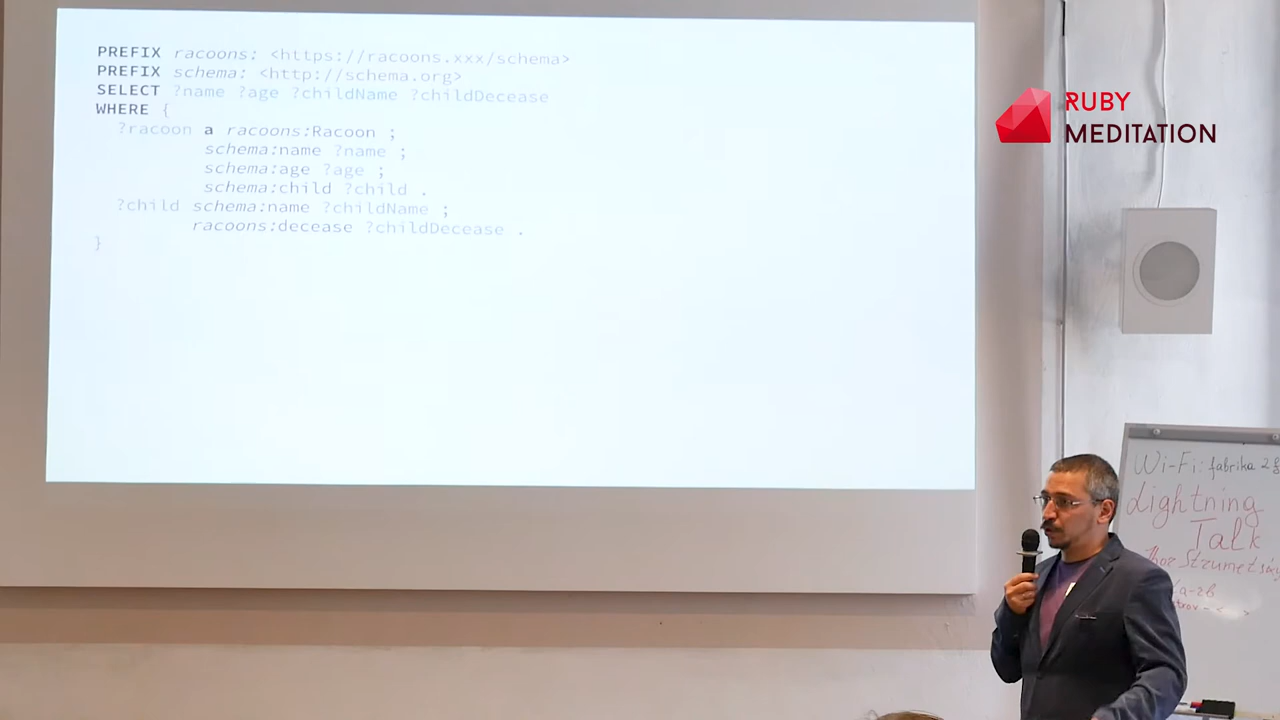 PREFIX racoons: <https://racoons.xxx/schema>
PREFIX schema: <http://schema.org>
SELECT ?name ?age ?childName ?childDecease
WHERE {
?racoon a racoons:Racoon ;
schema:name ?name ;
schema:age ?age ;
schema:child ?child .
?child schema:name ?childName ;
racoons:decease ?childDecease .
}
RUBY
MEDITATION
Wi-Fi: fabrika
Lightning
Talk